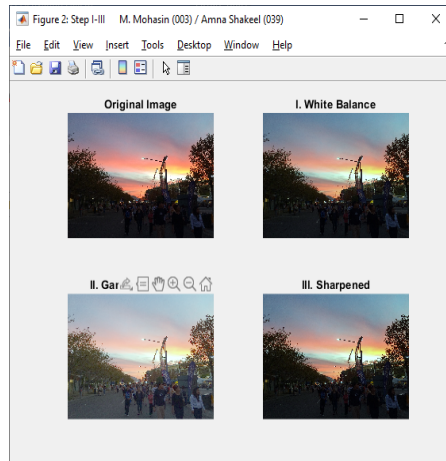 Figure 2: Step I-III M. Mohasin (003) / Amna Shakeel (039)
File Edit View Insert Tools Desktop Window Help
Original Image
I. White Balance
II. Gar
III. Sharpened